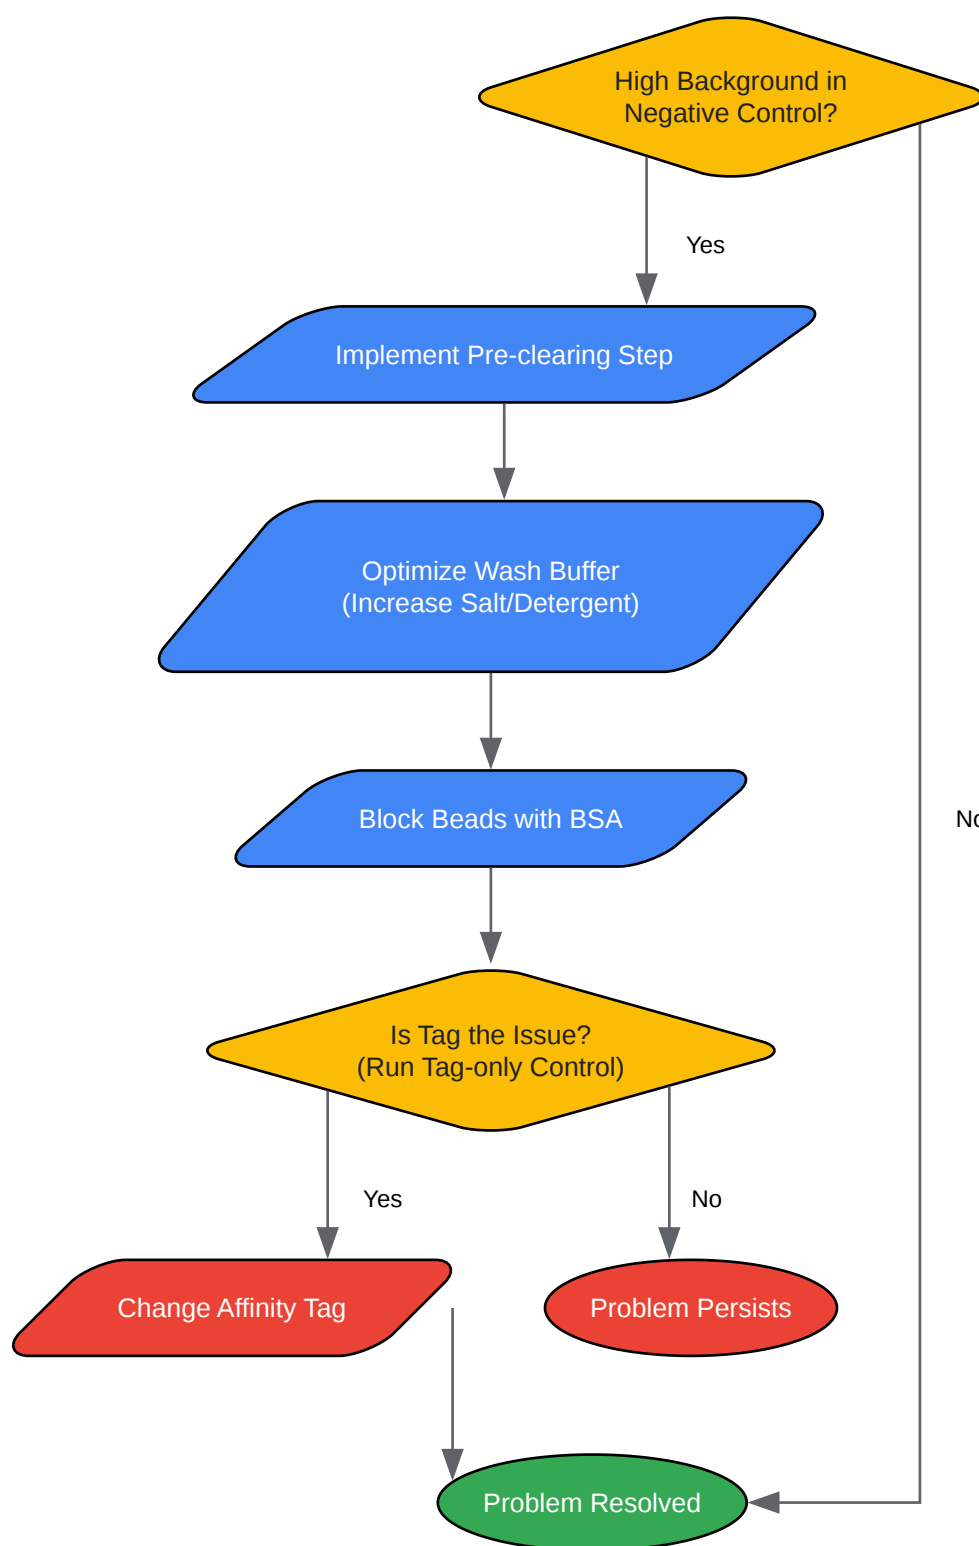 High Background in
Negative Control?
Yes
Implement Pre-clearing Step
Optimize Wash Buffer
(Increase Salt/Detergent)
Block Beads with BSA
No
Is Tag the Issue?
(Run Tag-only Control)
Yes
No
Change Affinity Tag
Problem Persists
Problem Resolved